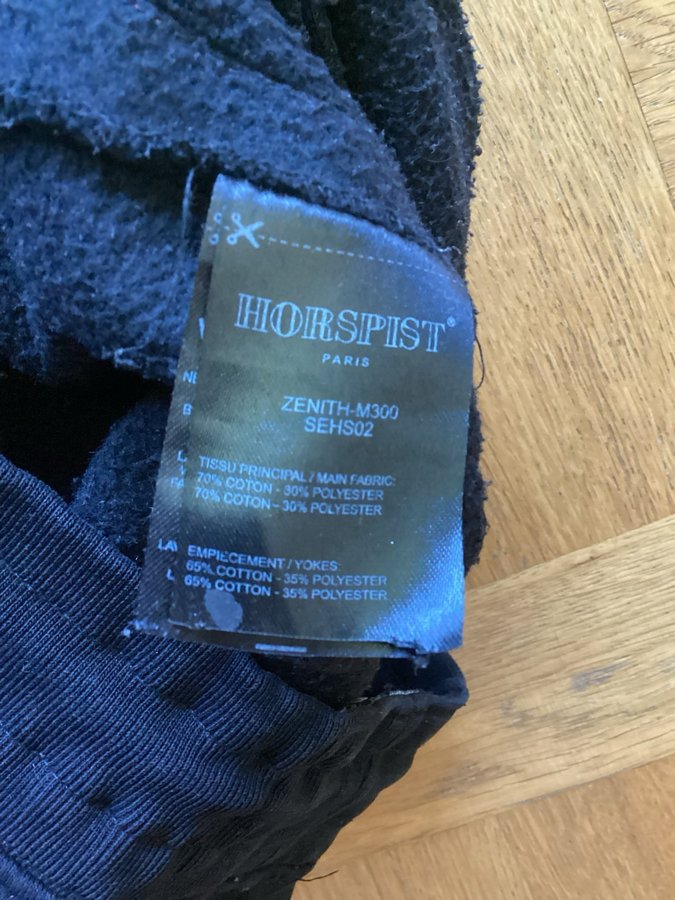 HORSPIST®
PARIS
ZENITH-M300
SEHS02
TISSU PRINCIPAL / MAIN FABRIC:
70% COTON - 30% POLYESTER
70% COTON - 30% POLYESTER
EMPIECEMENT / YOKES:
65% COTTON - 35% POLYESTER
65% COTTON - 35% POLYESTER